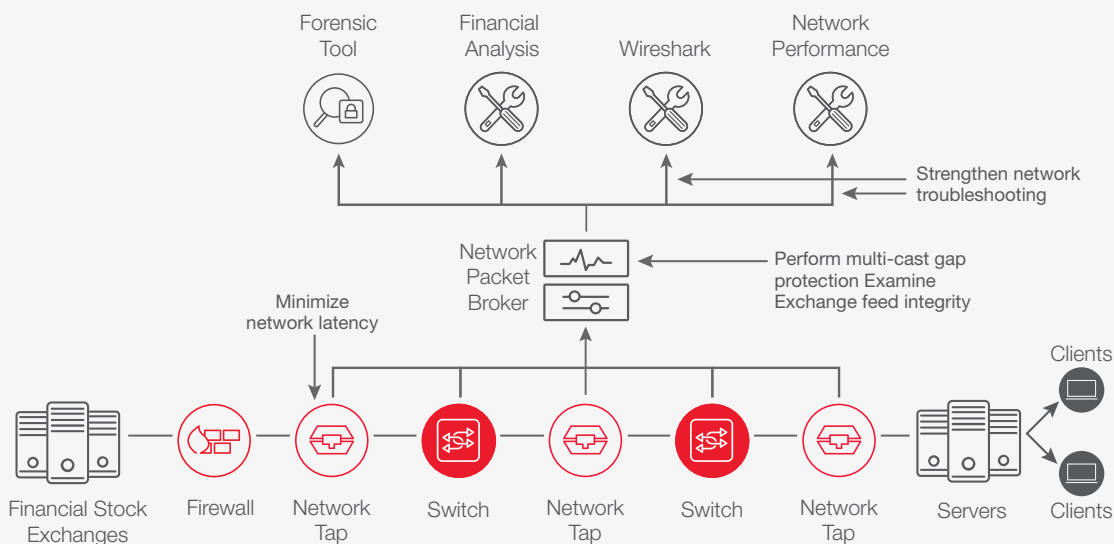 Forensic
Tool
Financial
Analysis
Wireshark
Network
Performance
Strengthen network
troubleshooting
Network
Packet
Broker
Perform multi-cast gap
protection Examine
Exchange feed integrity
Minimize
network latency
Clients
Financial Stock
Exchanges
Firewall
Network
Tap
Switch
Network
Tap
Switch
Network
Tap
Servers
Clients